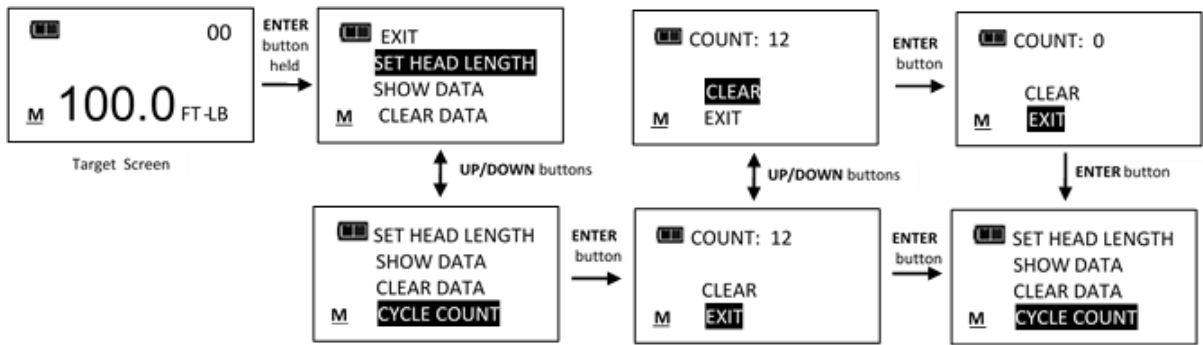 00
M 100.0 FT-LB
Target Screen
ENTER
button
held
EXIT
SET HEAD LENGTH
SHOW DATA
M CLEAR DATA
UP/DOWN buttons
SET HEAD LENGTH
SHOW DATA
CLEAR DATA
M CYCLE COUNT
ENTER
button
COUNT: 12
CLEAR
M EXIT
UP/DOWN buttons
COUNT: 12
CLEAR
M EXIT
ENTER
button
COUNT: 0
CLEAR
M EXIT
ENTER button
ENTER
button
SET HEAD LENGTH
SHOW DATA
CLEAR DATA
M CYCLE COUNT